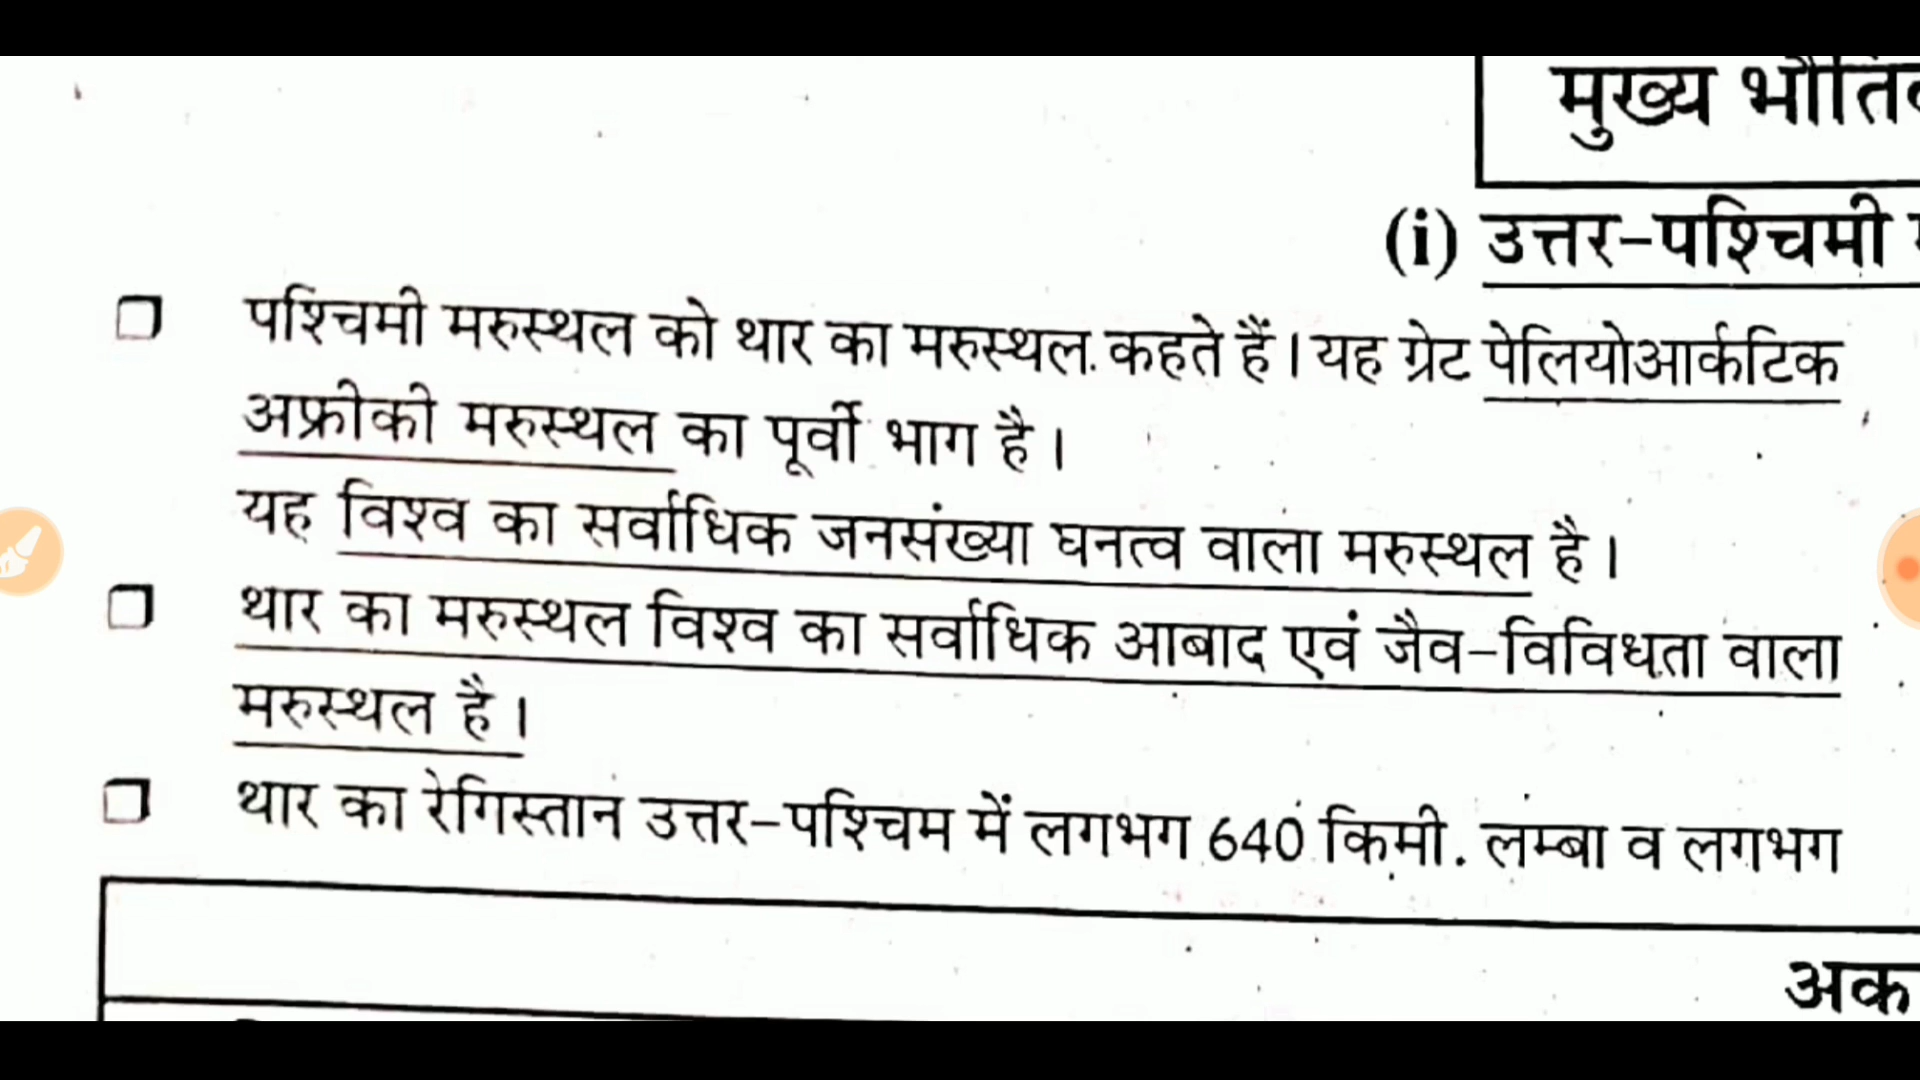 मुख्य
(i) उत्तर-पश्चिमी
पश्चिमी मरुस्थल को थार का मरुस्थल कहते हैं। यह ग्रेट पेलियोआर्कटिक
अफ्रीकी मरुस्थल का पूर्वी भाग है।
यह विश्व का सर्वाधिक जनसंख्या घनत्व वाला मरुस्थल है।
थार का मरुस्थल विश्व का सर्वाधिक आबाद एवं जैव-विविधता वाला
मरुस्थल है।
थार का रेगिस्तान उत्तर-पश्चिम में लगभग 640 किमी. लम्बा व लगभग